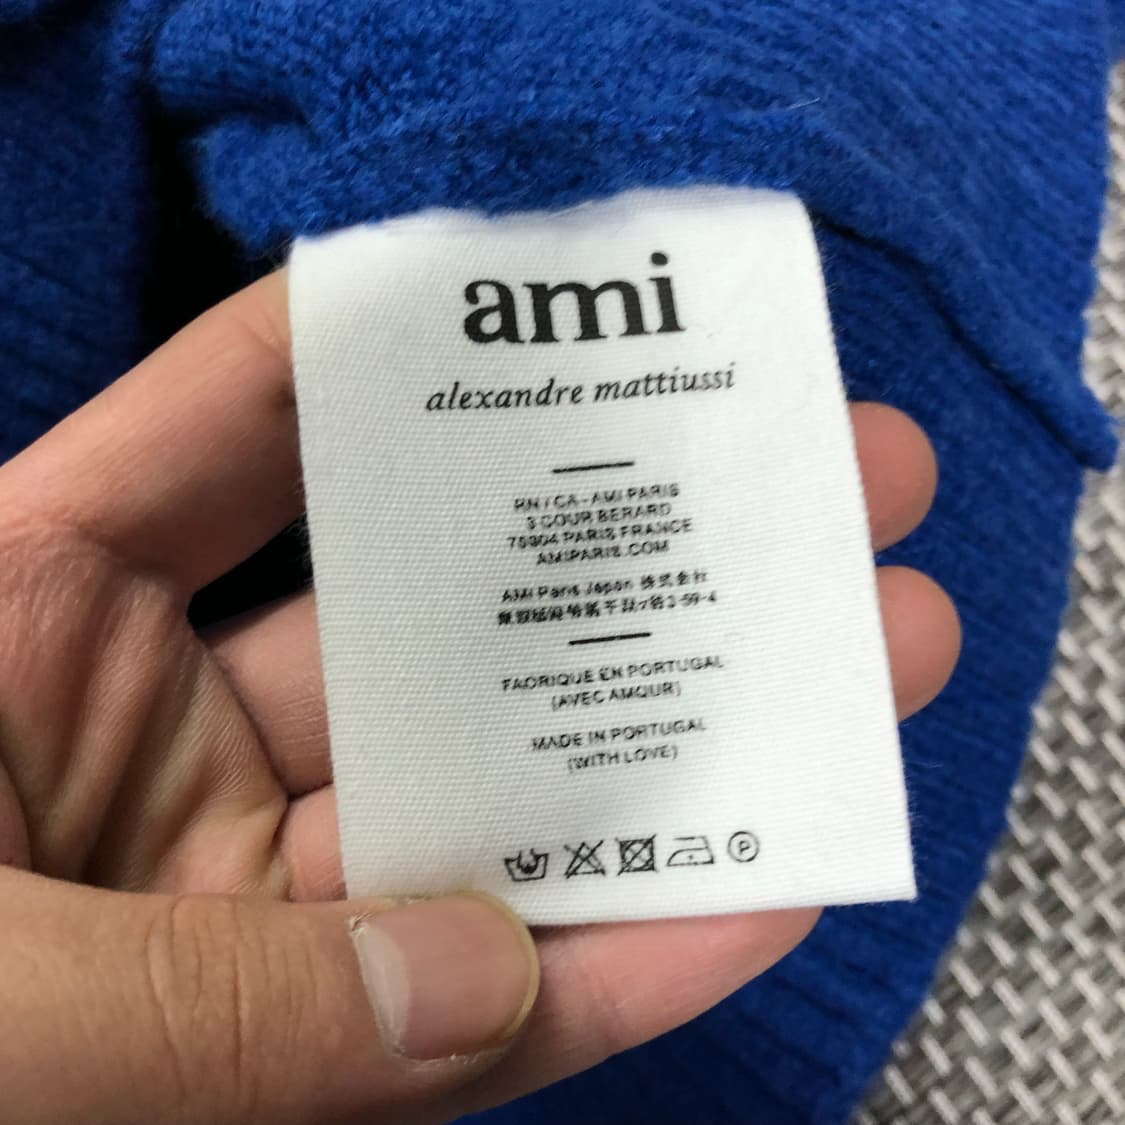 ami
alexandre mattiussi
RN / CA - AMI PARIS
3 COUR BERARD
75004 PARIS FRANCE
AMIPARIS.COM
AMI Paris Japan 株式会社
FABRIQUE EN PORTUGAL
(AVEC AMOUR)
MADE IN PORTUGAL
(WITH LOVE)
P